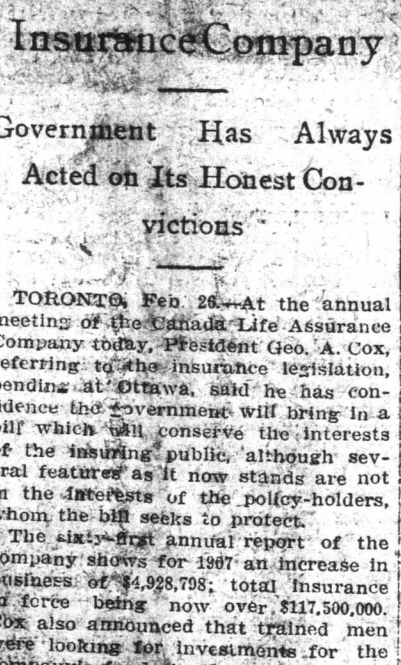 Insurance Company
Government Has Always
Acted on Its Honest Con-
victions
TORONTO, Feb. 26.—At the annual
meeting of the Canada Life Assurance
Company today, President Geo. A. Cox,
referring to the insurance legislation,
pending at Ottawa, said he has con-
idence the government will bring in a
bill which will conserve the interests
of the insuring public, although sev-
ral features as it now stands are not
n the interests of the policy-holders,
whom the bill seeks to protect.
The sixty-first annual report of the
ompany shows for 1907 an increase in
business of $4,928,798; total insurance
n force being now over $117,500,000.
Cox also announced that trained men
were looking for investments for the